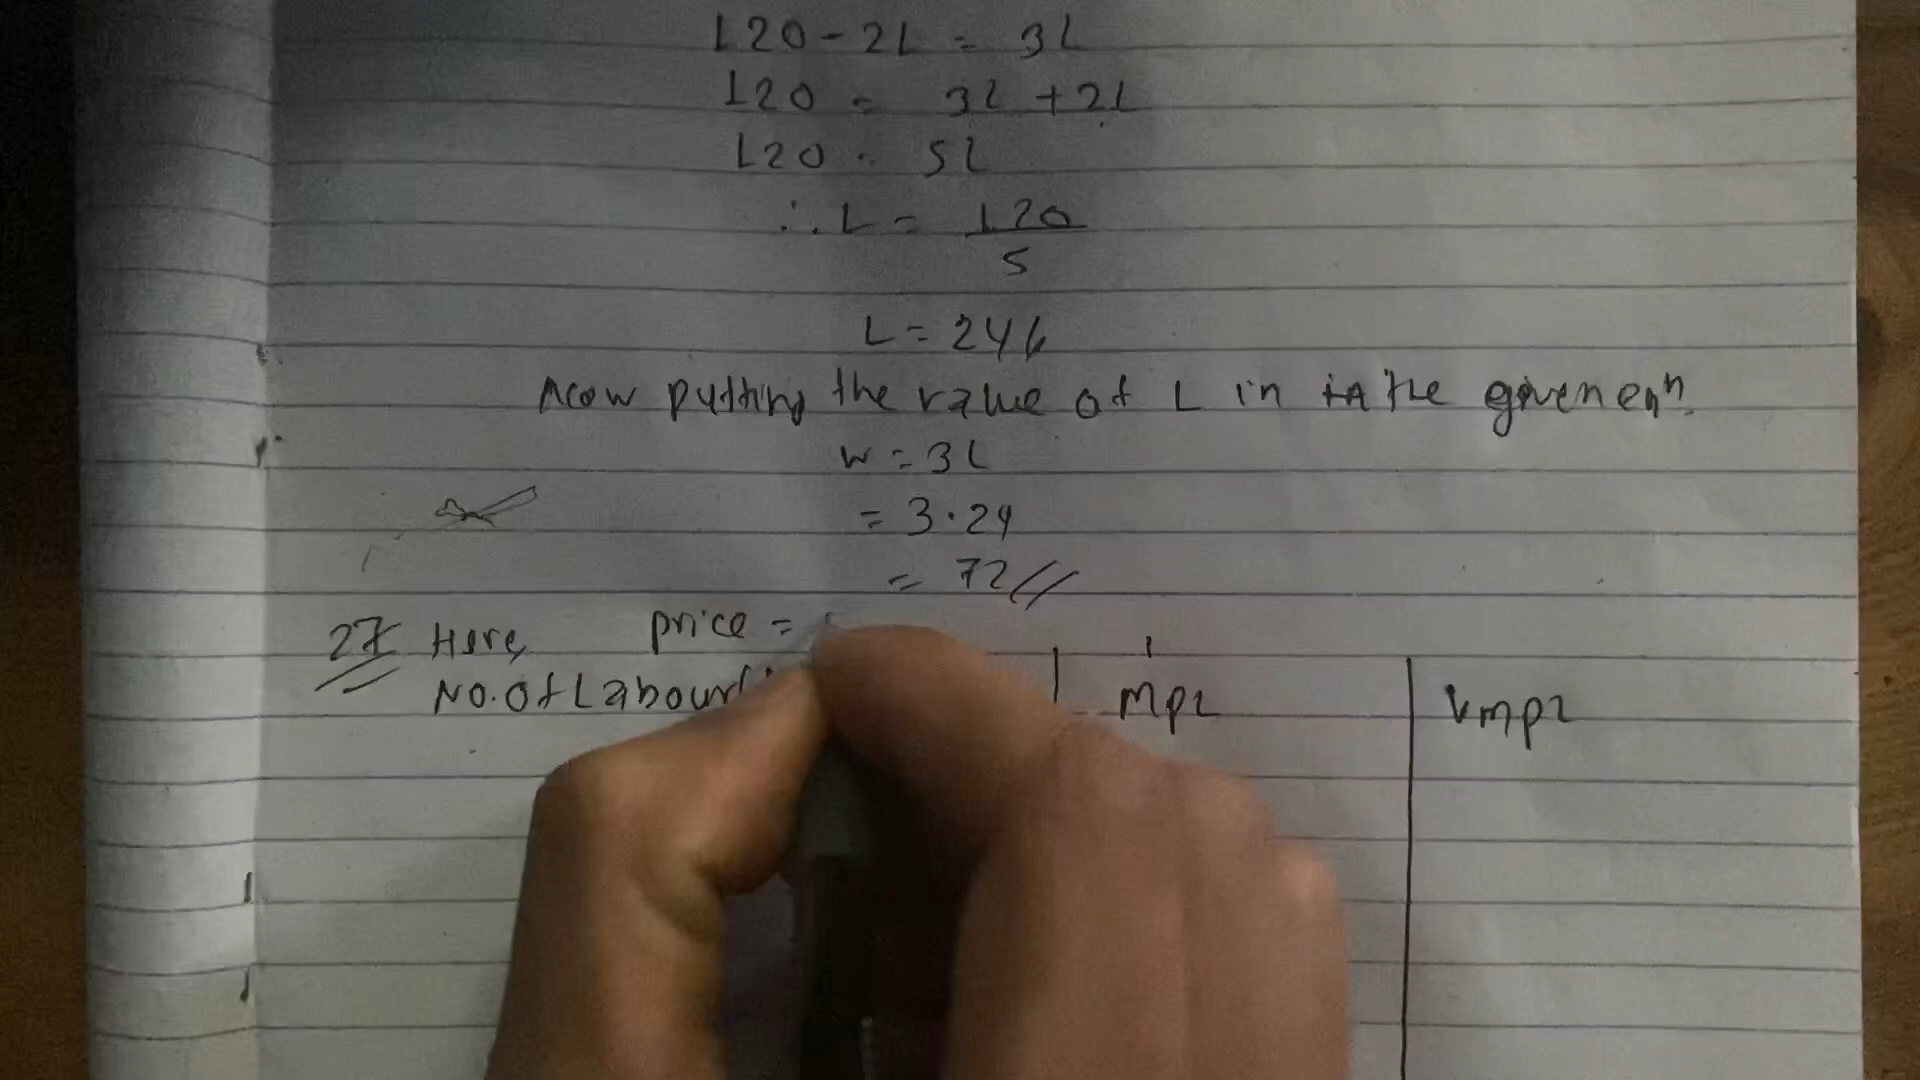 120 - 2L = 3L
120 = 3L + 2L
120 = 5L
∴ L = 120
5
L = 24
Now putting the value of L in the given eqn.
W = 3L
= 3.24
= 72//
27 Here, price =
No. of Labour( MPL VMPL